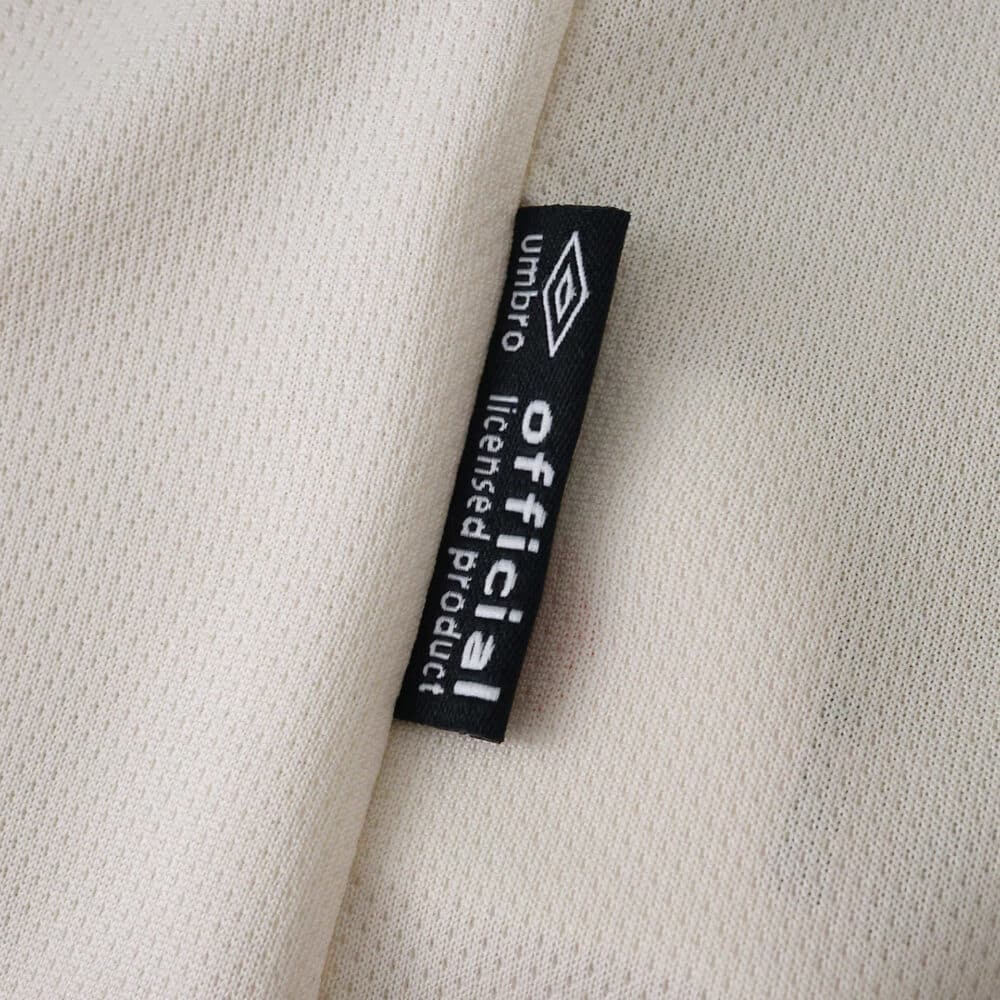 umbro
official
licensed product